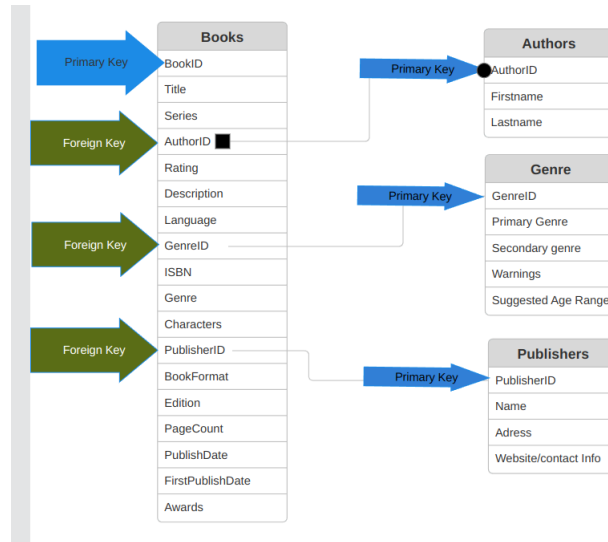 Books
Primary Key
BookID
Title
Series
Foreign Key
AuthorID
Rating
Description
Language
Foreign Key
GenreID
ISBN
Genre
Characters
Foreign Key
PublisherID
BookFormat
Edition
PageCount
PublishDate
FirstPublishDate
Awards
Authors
Primary Key
AuthorID
Firstname
Lastname
Genre
Primary Key
GenreID
Primary Genre
Secondary genre
Warnings
Suggested Age Range
Publishers
Primary Key
PublisherID
Name
Adress
Website/contact Info